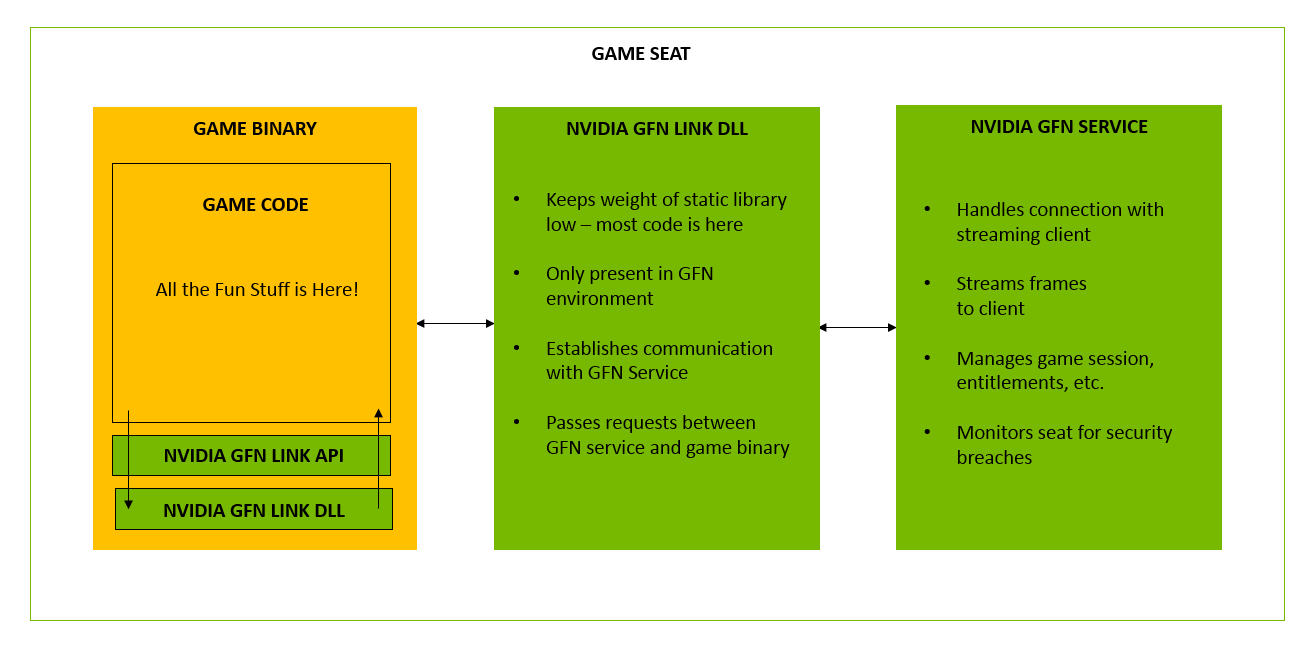 GAME SEAT
GAME BINARY
GAME CODE
All the Fun Stuff is Here!
NVIDIA GFN LINK API
NVIDIA GFN LINK DLL
NVIDIA GFN LINK DLL
• Keeps weight of static library
low – most code is here
• Only present in GFN
environment
• Establishes communication
with GFN Service
• Passes requests between
GFN service and game binary
NVIDIA GFN SERVICE
• Handles connection with
streaming client
• Streams frames
to client
• Manages game session,
entitlements, etc.
• Monitors seat for security
breaches